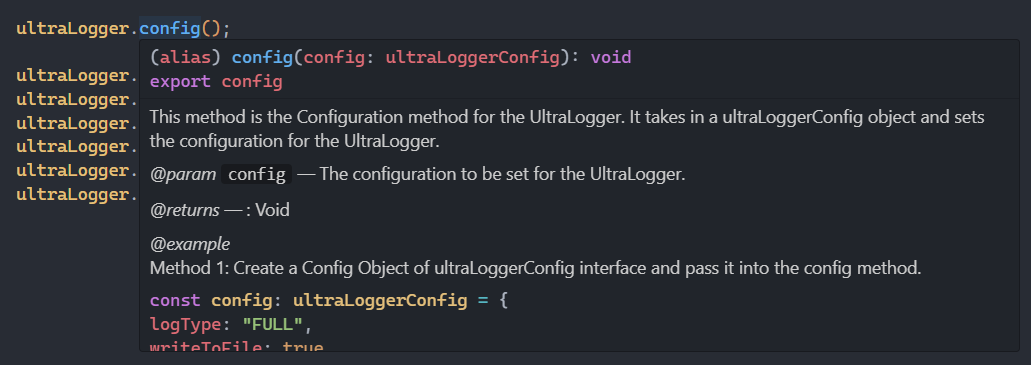 ultraLogger.config();
(alias) config(config: ultraLoggerConfig): void
export config
ultraLogger.
ultraLogger.
ultraLogger.
ultraLogger.
ultraLogger.
ultraLogger.
This method is the Configuration method for the UltraLogger. It takes in a ultraLoggerConfig object and sets
the configuration for the UltraLogger.
@param config — The configuration to be set for the UltraLogger.
@returns — : Void
@example
Method 1: Create a Config Object of ultraLoggerConfig interface and pass it into the config method.
const config: ultraLoggerConfig = {
logType: "FULL",
writeToFile: true